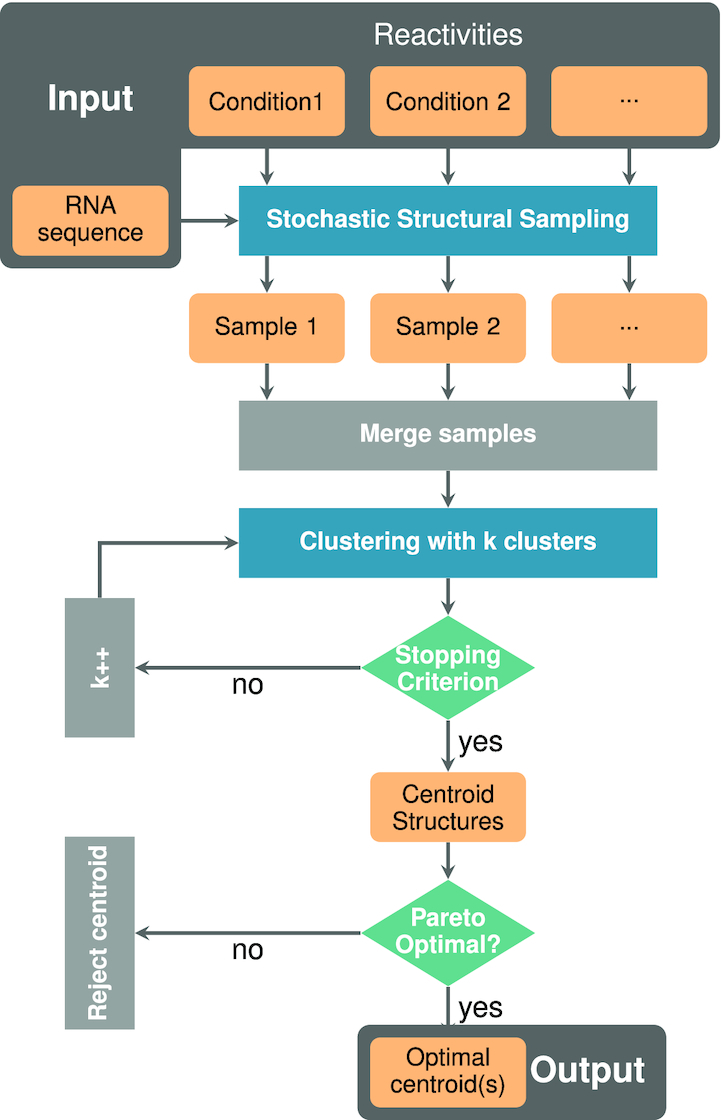 Reactivities
Input
Condition1
Condition 2
...
RNA
sequence
Stochastic Structural Sampling
Sample 1
Sample 2
...
Merge samples
Clustering with k clusters
k++
no
Stopping
Criterion
yes
Centroid
Structures
Reject centroid
no
Pareto
Optimal?
yes
Optimal
centroid(s)
Output